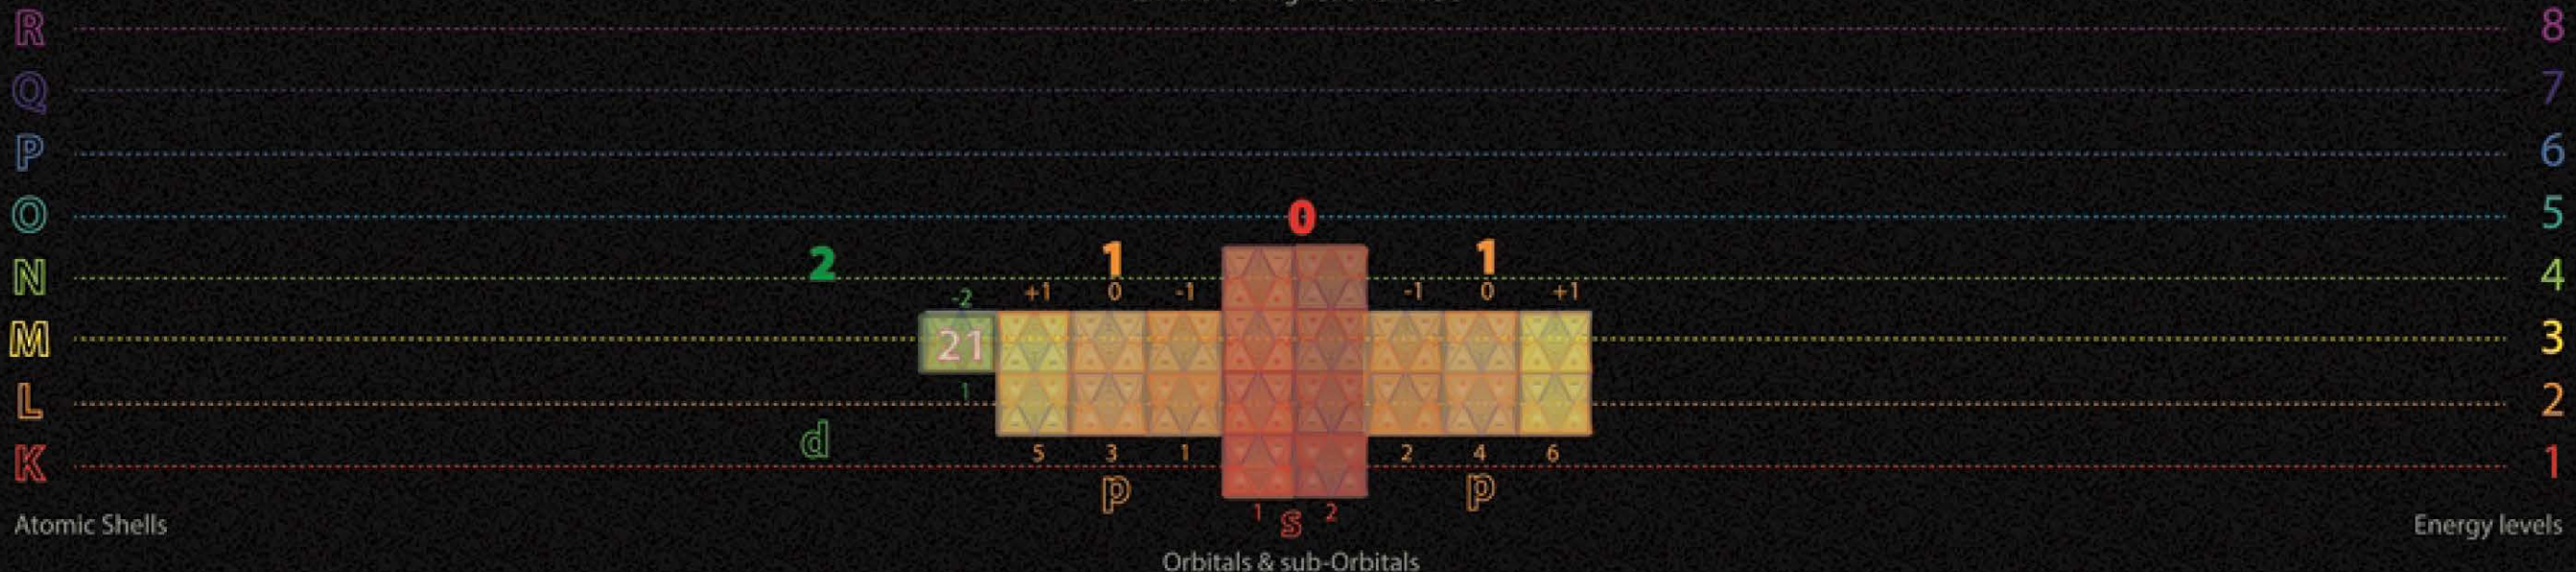 R 8
Q 7
P 6
O 0 5
N 2 1 1 4
-2 +1 0 -1 -1 0 +1
M 21 3
1
L 2
d 5 3 1 2 4 6
K 1
p p
1 s 2
Atomic Shells Energy levels
Orbitals & sub-Orbitals